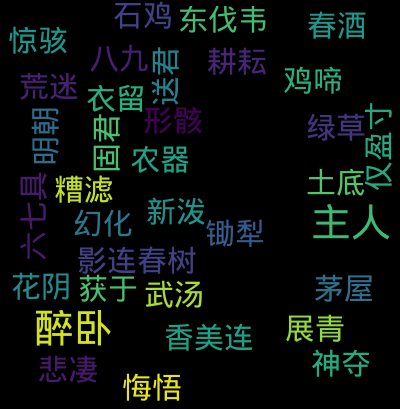 石鸡
东伐韦
春酒
惊骇
八九
送君
耕耘
鸡啼
荒迷
衣留
形骸
绿草
仅盈寸
明朝
固君
农器
土底
六七具
糟滤
新泼
主人
幻化
锄犁
影连春树
花阴
获于
武汤
茅屋
醉卧
香美连
展青
神夺
悲凄
悔悟